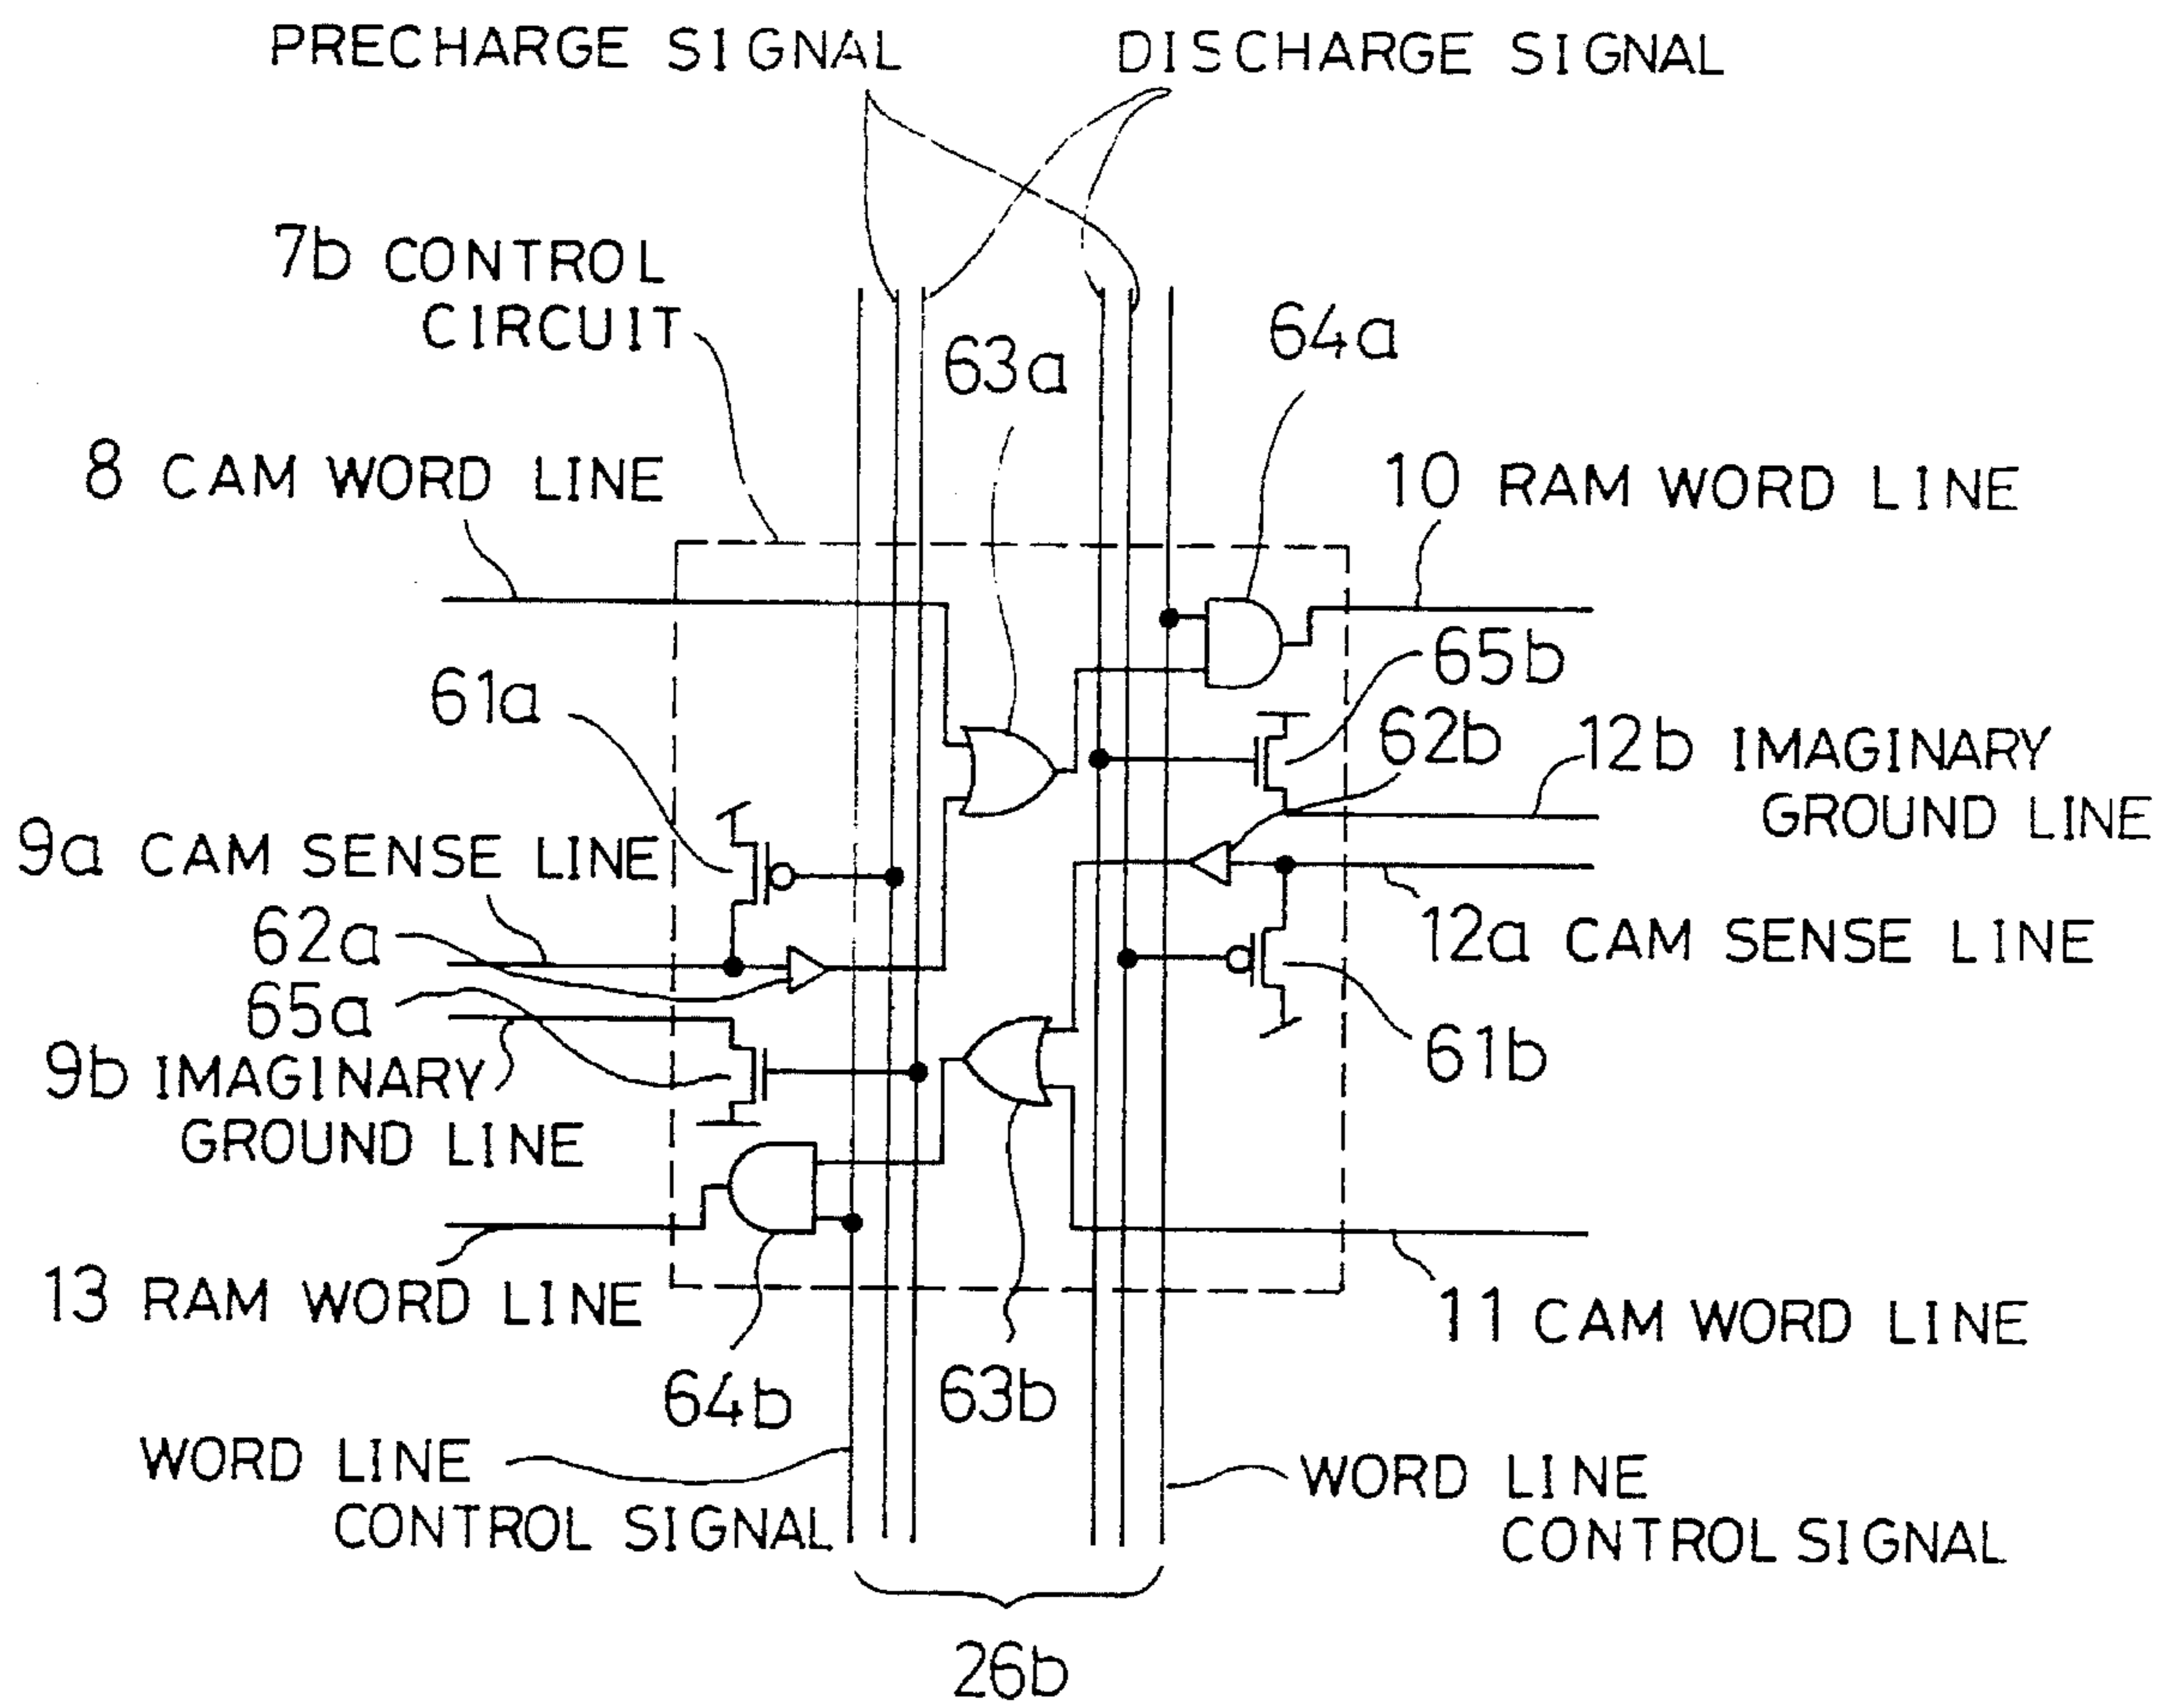 PRECHARGE SIGNAL
DISCHARGE SIGNAL
7b CONTROL
CIRCUIT
63a
64a
8 CAM WORD LINE
10 RAM WORD LINE
61a
65b
62b
12b IMAGINARY
GROUND LINE
9a CAM SENSE LINE
62a
12a CAM SENSE LINE
65a
61b
9b IMAGINARY
GROUND LINE
13 RAM WORD LINE
11 CAM WORD LINE
64b
63b
WORD LINE
CONTROL SIGNAL
WORD LINE
CONTROL SIGNAL
26b